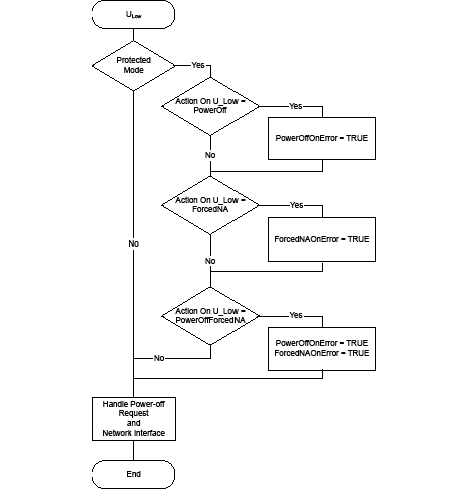 ULow
Protected
Mode
Yes
Action On U_Low =
PowerOff
Yes
PowerOffOnError = TRUE
No
Action On U_Low =
ForcedNA
Yes
ForcedNAOnError = TRUE
No
No
Action On U_Low =
PowerOffForcedNA
Yes
PowerOffOnError = TRUE
ForcedNAOnError = TRUE
No
Handle Power-off
Request
and
Network Interface
End